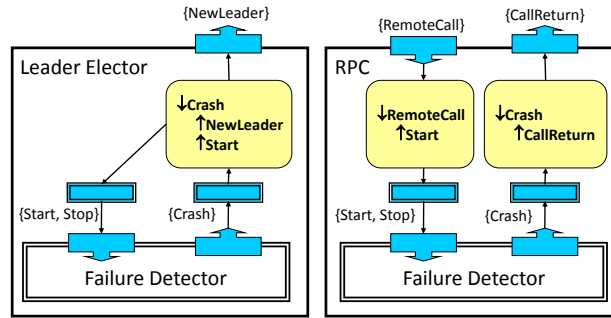 {NewLeader}
Leader Elector
↓Crash
↑NewLeader
↑Start
{Start, Stop}
{Crash}
Failure Detector
{RemoteCall}
{CallReturn}
RPC
↓RemoteCall
↑Start
↓Crash
↑CallReturn
{Start, Stop}
{Crash}
Failure Detector